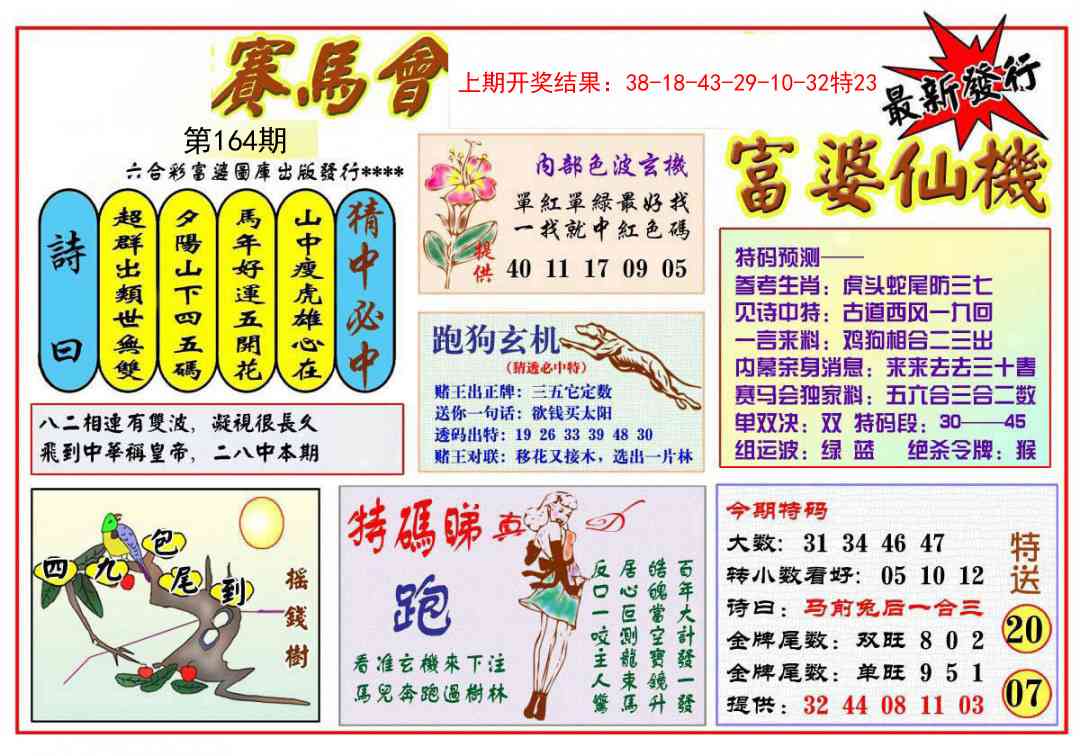 賽馬會
上期开奖结果：38-18-43-29-10-32特23
最新發行
第164期
六合彩富婆圖庫出版發行****
富婆仙機
猜中必中
山中瘦虎雄心在
馬年好運五開花
夕陽山下四五碼
超群出類世無雙
詩曰
八二相連有雙波，凝視很長久
飛到中華稱皇帝，二八中本期
內部色波玄機
單紅單綠最好找
一找就中紅色碼
提供
40 11 17 09 05
跑狗玄机
(猜透必中特)
赌王出正牌：三五它定数
送你一句话：欲钱买太阳
透码出特：19 26 33 39 48 30
赌王对联：移花又接木，选出一片林
特码预测——
参考生肖：虎头蛇尾防三七
见诗中特：古道西风一九回
一言来料：鸡狗相合二三出
内幕亲身消息：来来去去三十春
赛马会独家料：五六合三合二数
单双决：双 特码段：30——45
组运波：绿 蓝 绝杀令牌：猴
四九包尾到
搖錢樹
特碼睇真D
跑
看准玄機來下注
馬兒奔跑過樹林
百年大計發一發
皓魄當空寶鏡升
居心叵測龍東馬
反口一咬主人驚
今期特码
大数：31 34 46 47
转小数看好：05 10 12
诗曰：马前兔后一合三
金牌尾数：双旺 8 0 2
金牌尾数：单旺 9 5 1
提供：32 44 08 11 03
特送
20
07